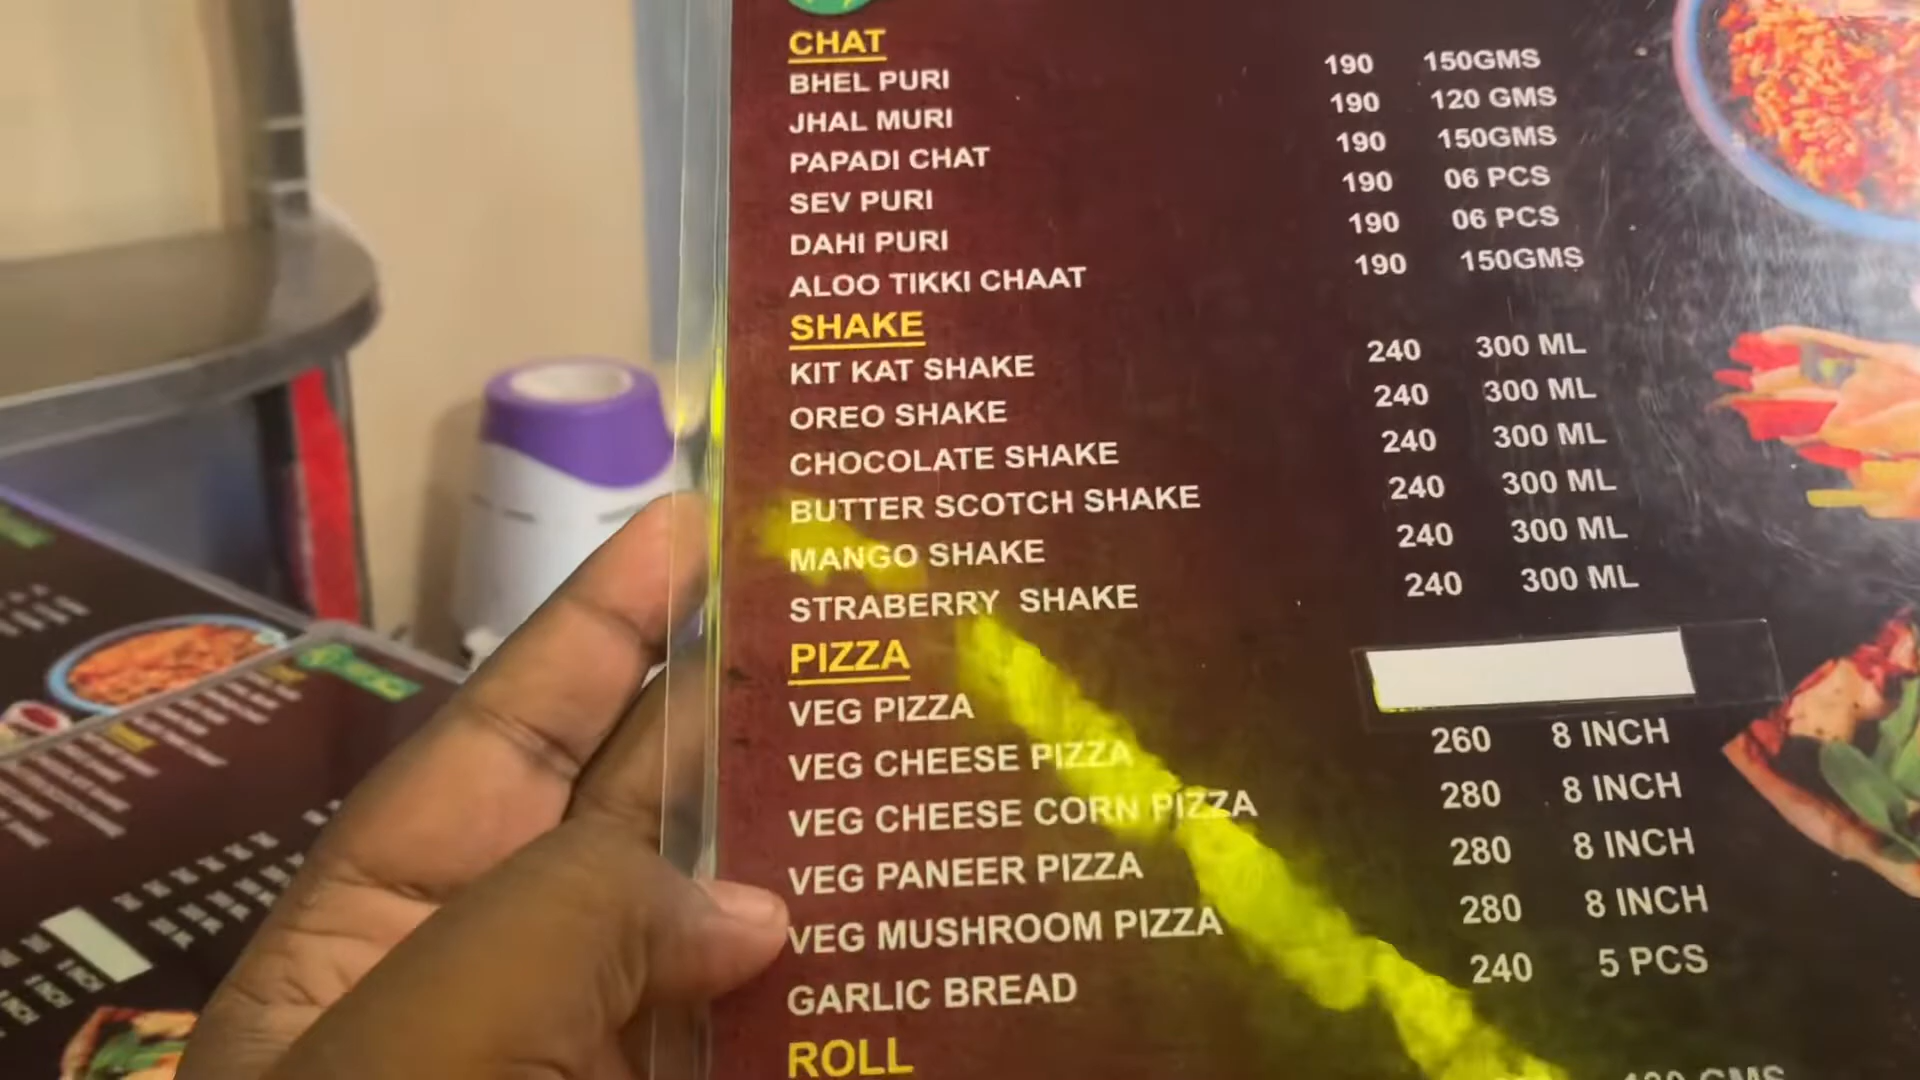 CHAT
BHEL PURI 190 150GMS
JHAL MURI 190 120 GMS
PAPADI CHAT 190 150GMS
SEV PURI 190 06 PCS
DAHI PURI 190 06 PCS
ALOO TIKKI CHAAT 190 150GMS
SHAKE
KIT KAT SHAKE 240 300 ML
OREO SHAKE 240 300 ML
CHOCOLATE SHAKE 240 300 ML
BUTTER SCOTCH SHAKE 240 300 ML
MANGO SHAKE 240 300 ML
STRABERRY SHAKE 240 300 ML
PIZZA
VEG PIZZA
VEG CHEESE PIZZA 260 8 INCH
VEG CHEESE CORN PIZZA 280 8 INCH
VEG PANEER PIZZA 280 8 INCH
VEG MUSHROOM PIZZA 280 8 INCH
GARLIC BREAD 240 5 PCS
ROLL
GMS